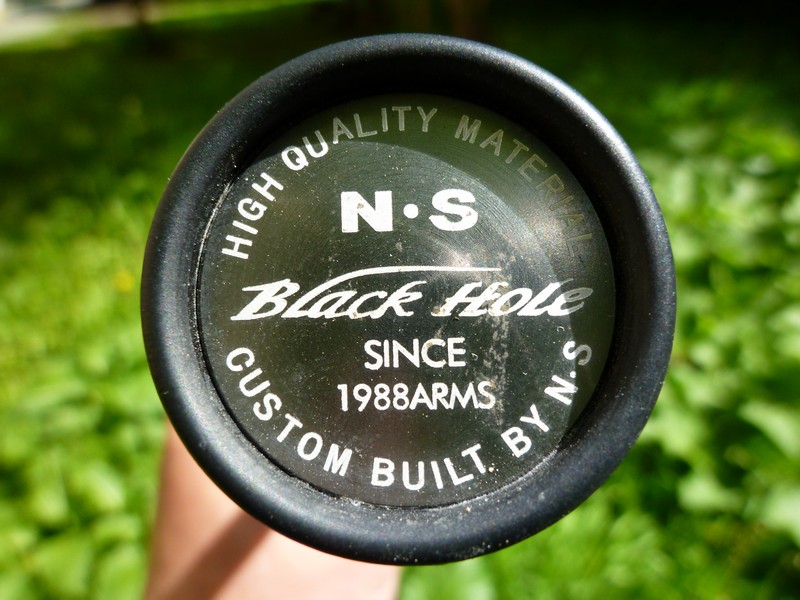 HIGH QUALITY MATERIAL
N·S
Black Hole
SINCE
1988ARMS
CUSTOM BUILT BY N·S